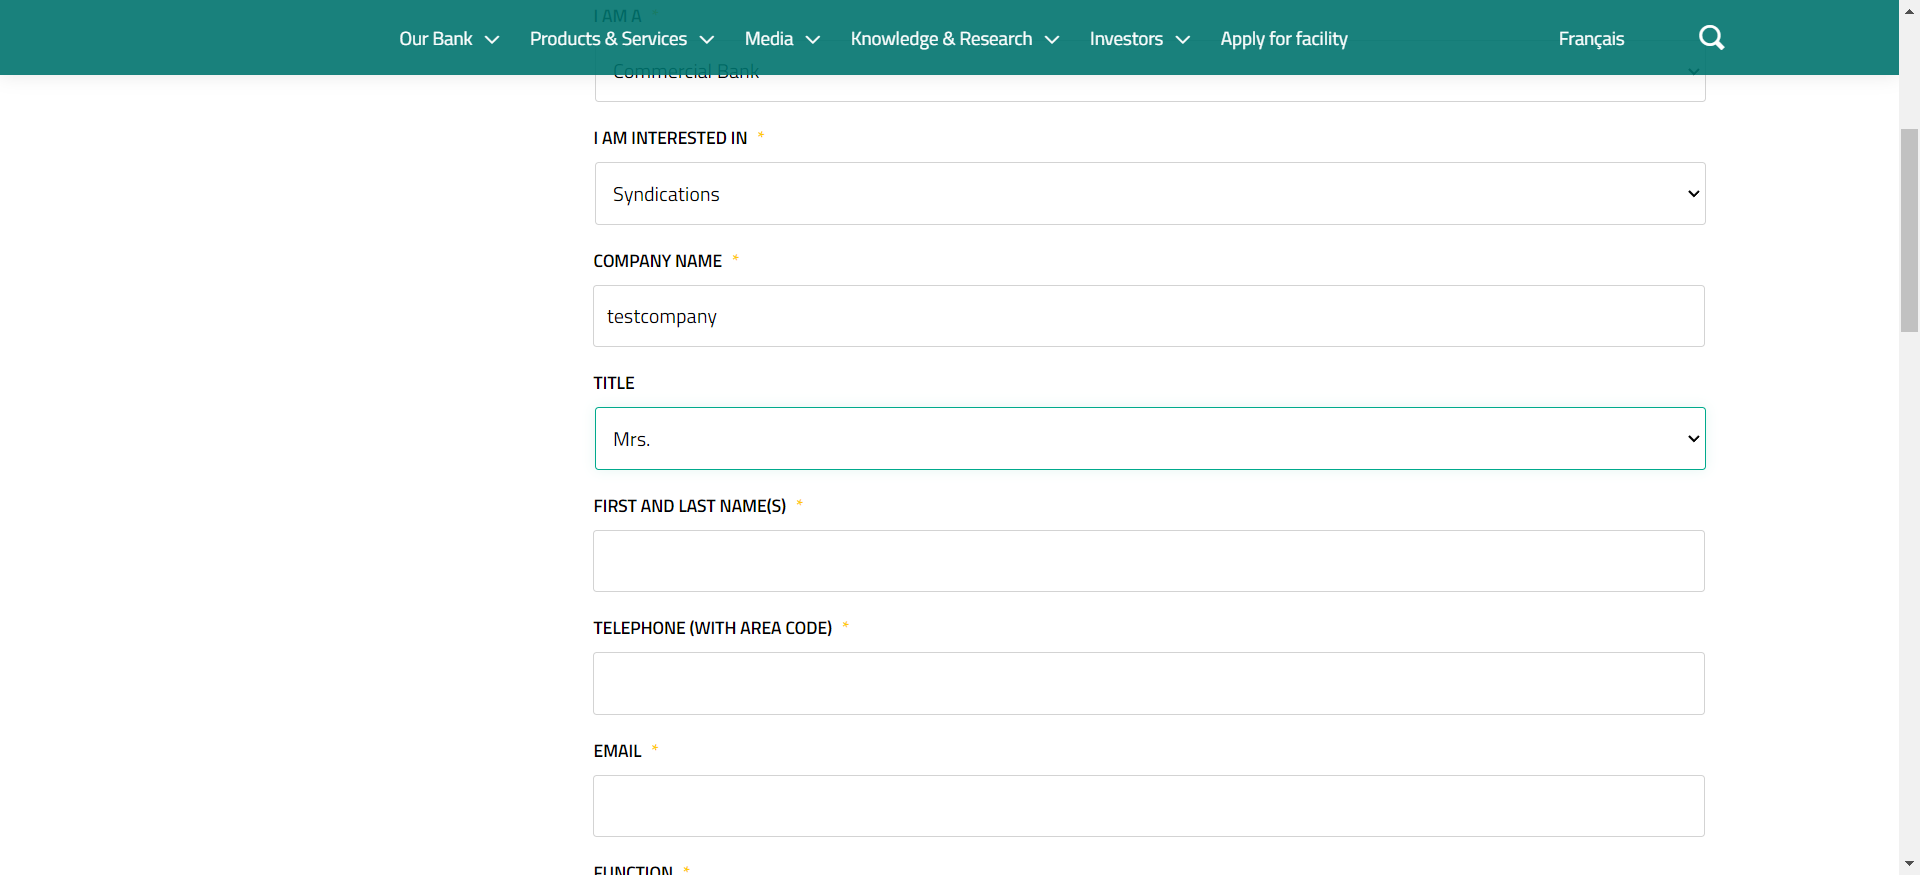 I AM A *
Our Bank Products & Services Media Knowledge & Research Investors Apply for facility Français
Commercial Bank
I AM INTERESTED IN *
Syndications
COMPANY NAME *
testcompany
TITLE
Mrs.
FIRST AND LAST NAME(S) *
TELEPHONE (WITH AREA CODE) *
EMAIL *
FUNCTION *